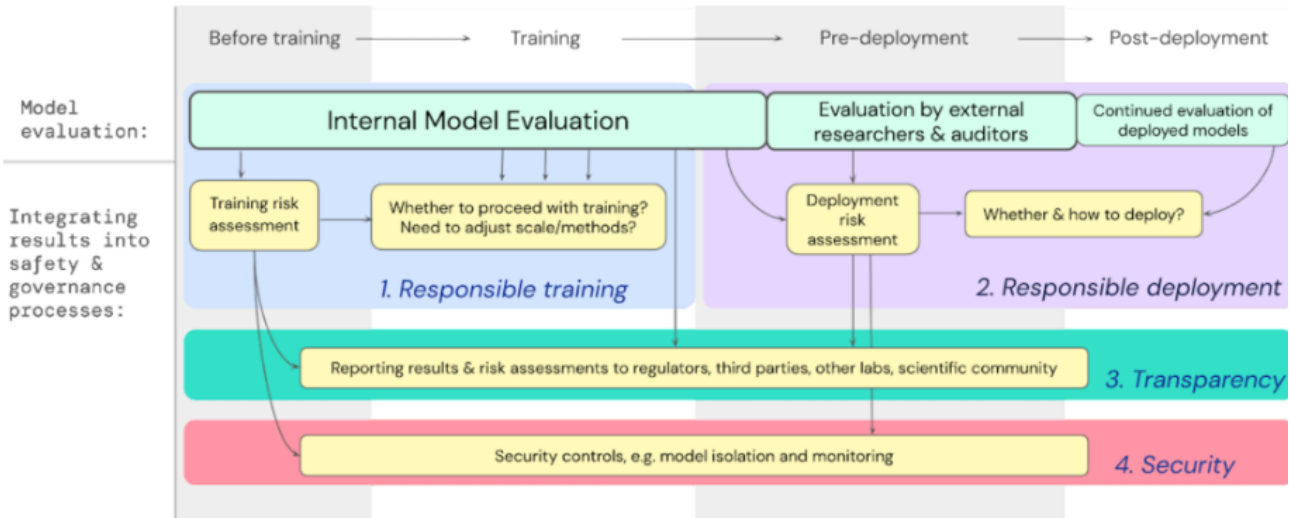 Before training
Training
Pre-deployment
Post-deployment
Model
evaluation:
Internal Model Evaluation
Evaluation by external
researchers & auditors
Continued evaluation of
deployed models
Integrating
results into
safety &
governance
processes:
Training risk
assessment
Whether to proceed with training?
Need to adjust scale/methods?
Deployment
risk
assessment
Whether & how to deploy?
1. Responsible training
2. Responsible deployment
Reporting results & risk assessments to regulators, third parties, other labs, scientific community
3. Transparency
Security controls, e.g. model isolation and monitoring
4. Security